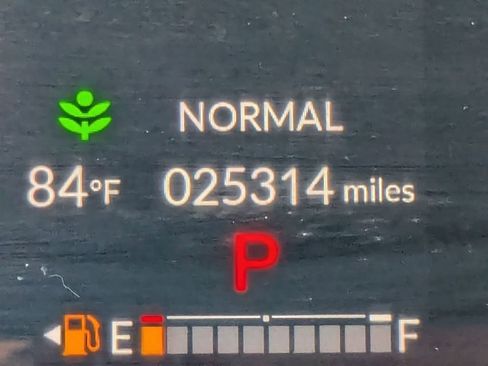 NORMAL
84°F 025314 miles
P
E F